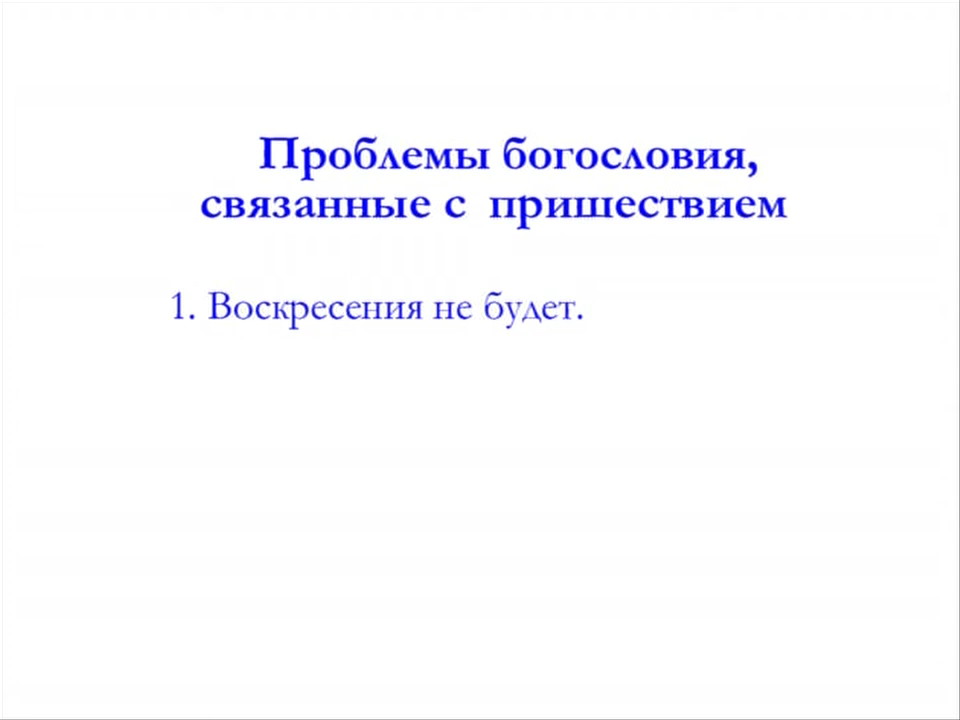 Проблемы богословия,
связанные с пришествием
1. Воскресения не будет.